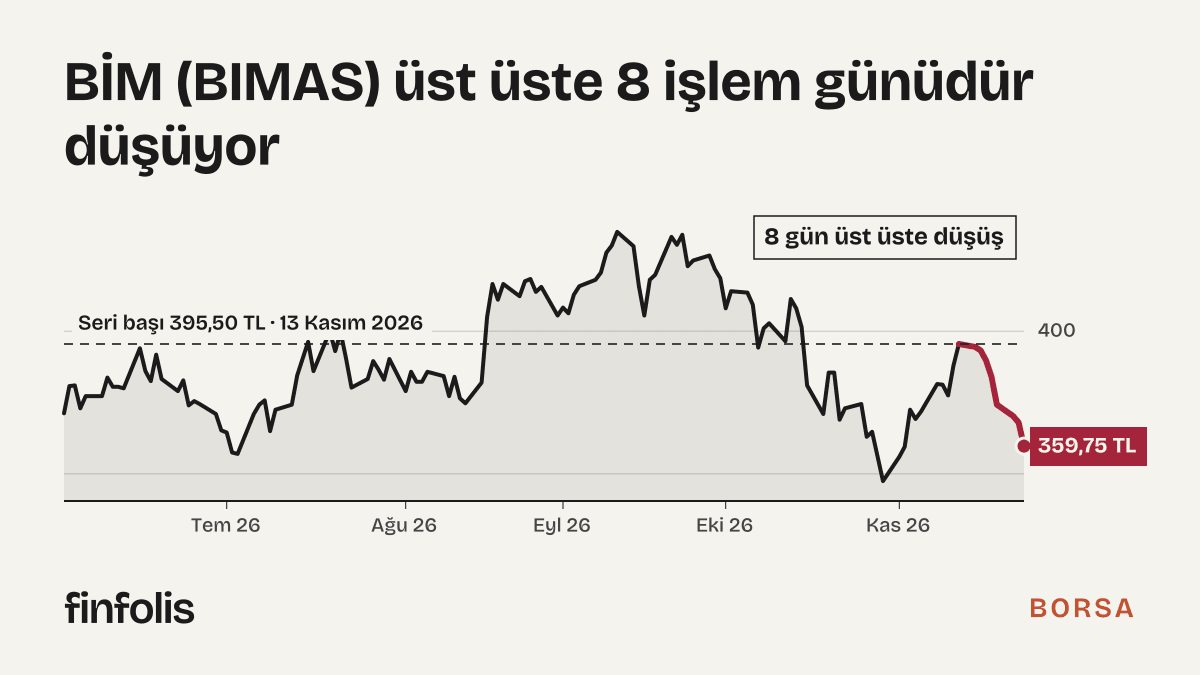 BİM (BIMAS) üst üste 8 işlem günüdür
düşüyor
8 gün üst üste düşüş
Seri başı 395,50 TL · 13 Kasım 2026
400
359,75 TL
Tem 26
Ağu 26
Eyl 26
Eki 26
Kas 26
finfolis
BORSA